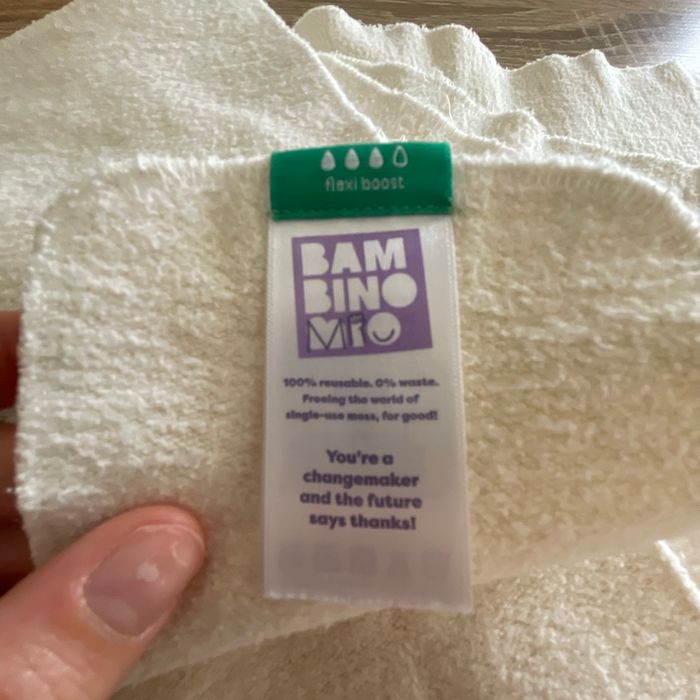 flexi boost
BAM
BINO
MiO
100% reusable. 0% waste.
Freeing the world of
single-use mess, for good!
You're a
changemaker
and the future
says thanks!